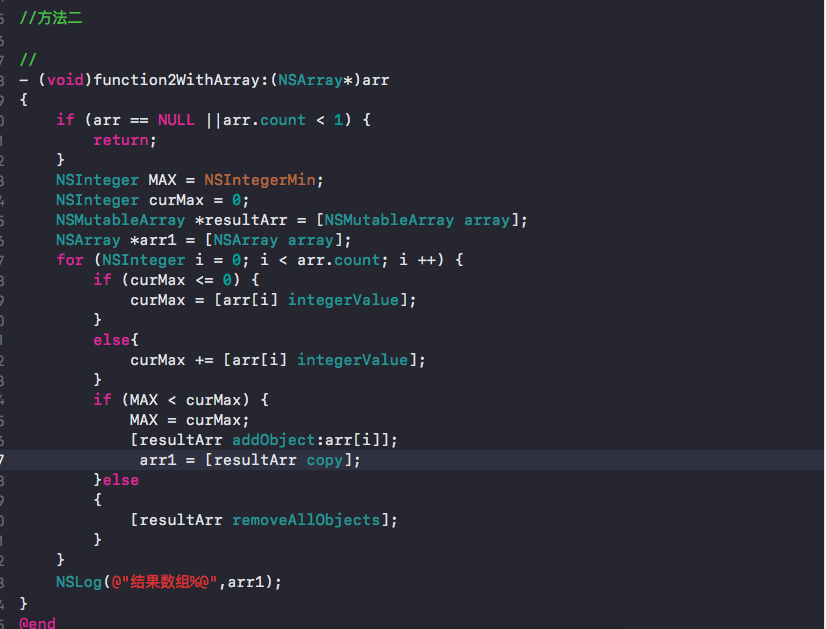 //方法二
//
- (void)function2WithArray:(NSArray*)arr
{
    if (arr == NULL ||arr.count < 1) {
        return;
    }
    NSInteger MAX = NSIntegerMin;
    NSInteger curMax = 0;
    NSMutableArray *resultArr = [NSMutableArray array];
    NSArray *arr1 = [NSArray array];
    for (NSInteger i = 0; i < arr.count; i ++) {
        if (curMax <= 0) {
            curMax = [arr[i] integerValue];
        }
        else{
            curMax += [arr[i] integerValue];
        }
        if (MAX < curMax) {
            MAX = curMax;
            [resultArr addObject:arr[i]];
             arr1 = [resultArr copy];
        }else
        {
            [resultArr removeAllObjects];
        }
    }
    NSLog(@"结果数组%@",arr1);
}
@end